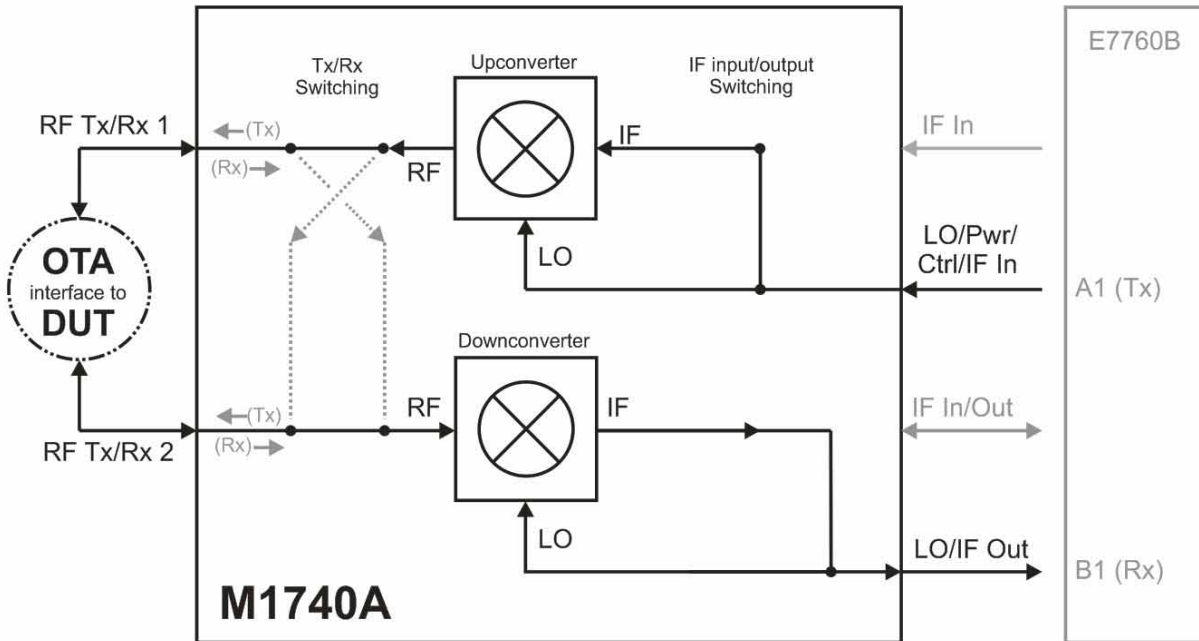 E7760B
Tx/Rx
Switching
Upconverter
IF input/output
Switching
RF Tx/Rx 1
(Tx)
(Rx)
RF
IF
IF In
LO
LO/Pwr/
Ctrl/IF In
A1 (Tx)
OTA
interface to
DUT
Downconverter
(Tx)
(Rx)
RF
IF
IF In/Out
RF Tx/Rx 2
LO
LO/IF Out
B1 (Rx)
M1740A